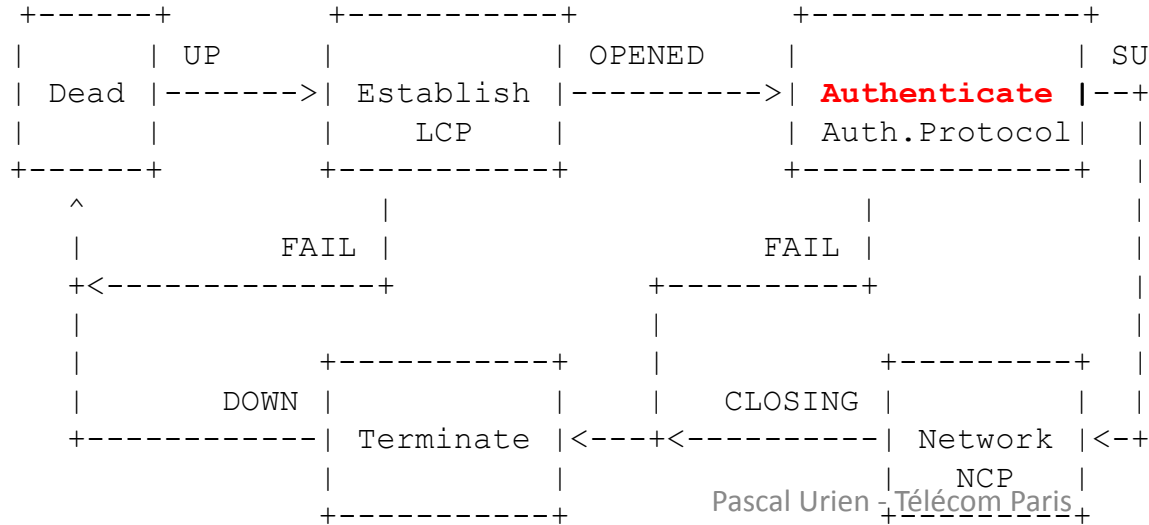 +------+        +-----------+           +--------------+
|      | UP     |           | OPENED    |              | SU
| Dead |------->| Establish |---------->| Authenticate |--+
|      |        |    LCP    |           | Auth.Protocol|  |
+------+        +-----------+           +--------------+  |
   ^               |                        |             |
   |          FAIL |                   FAIL |             |
   +<--------------+             +----------+             |
   |                             |                        |
   |            +-----------+    |           +---------+  |
   |       DOWN |           |    |   CLOSING |         |  |
   +------------| Terminate |<---+<----------| Network |<-+
                |           |                |   NCP   |
                +-----------+                +---------+
Pascal Urien - Télécom Paris